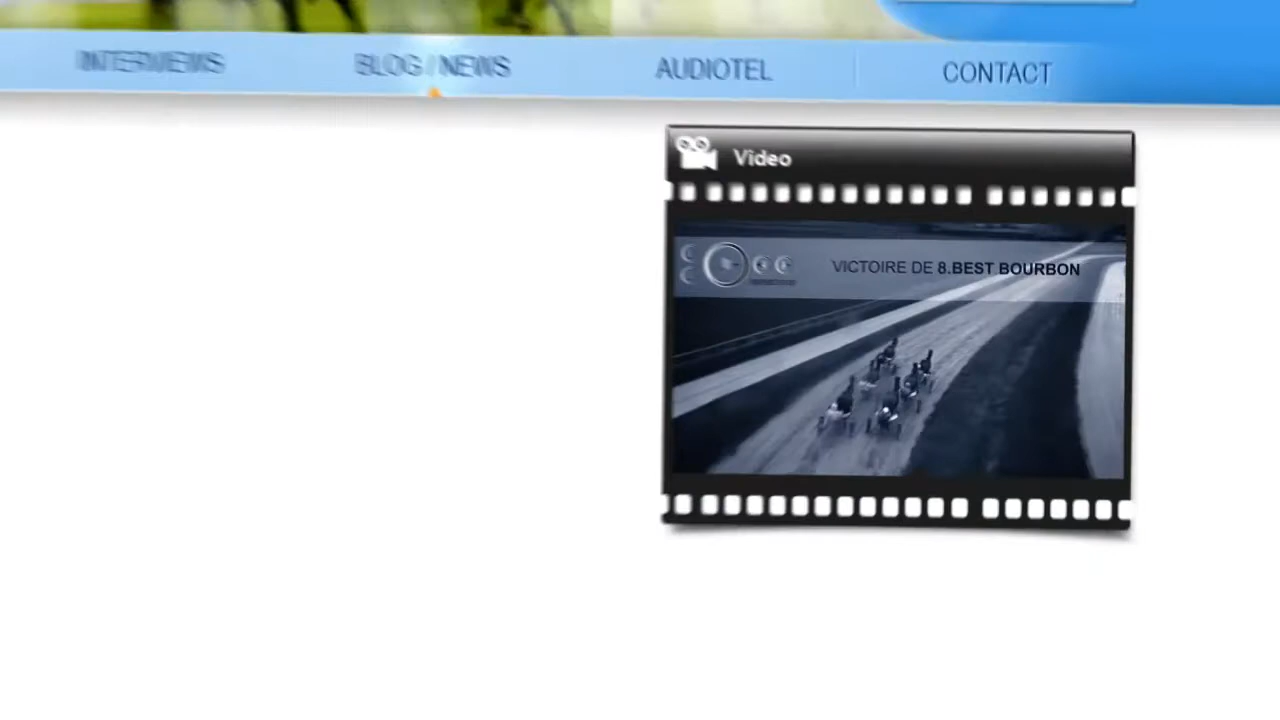 INTERVIEWS
BLOG / NEWS
AUDIOTEL
CONTACT
Video
VICTOIRE DE 8.BEST BOURBON